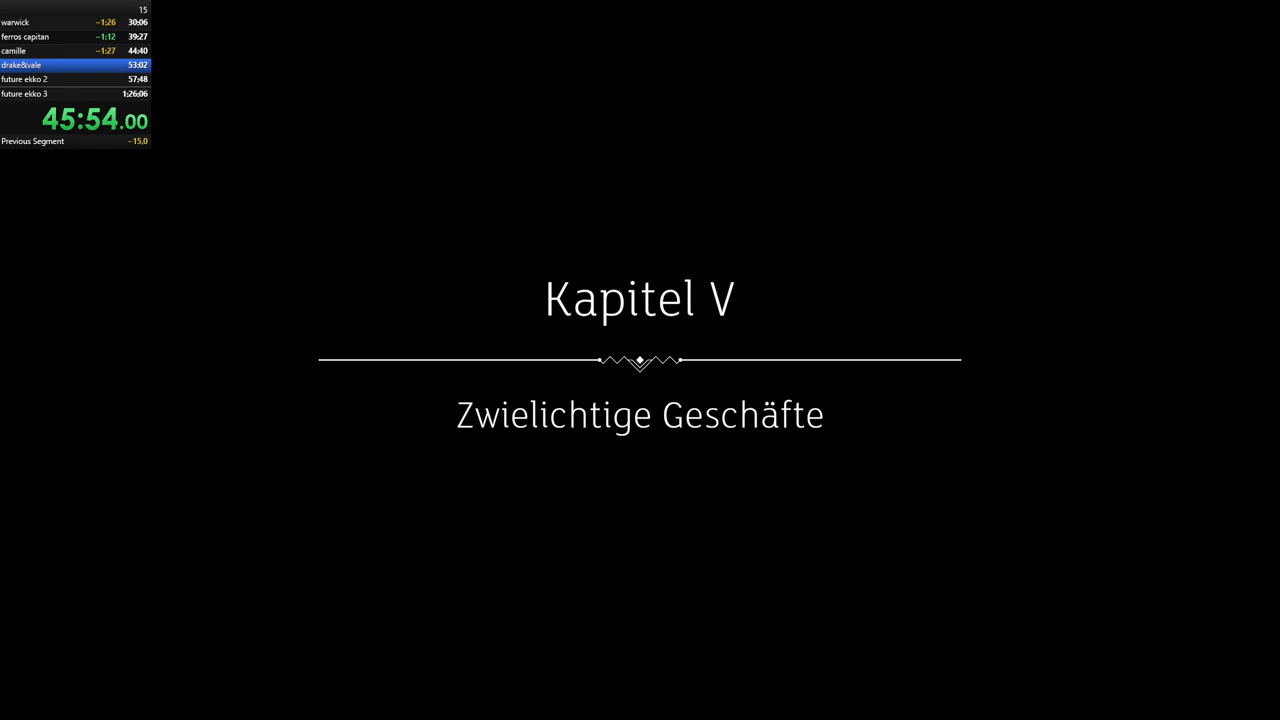 15
warwick −1:26 30:06
ferros capitan −1:12 39:27
camille −1:27 44:40
drake&vale 53:02
future ekko 2 57:48
future ekko 3 1:26:06
45:54.00
Previous Segment −15,0
Kapitel V
Zwielichtige Geschäfte